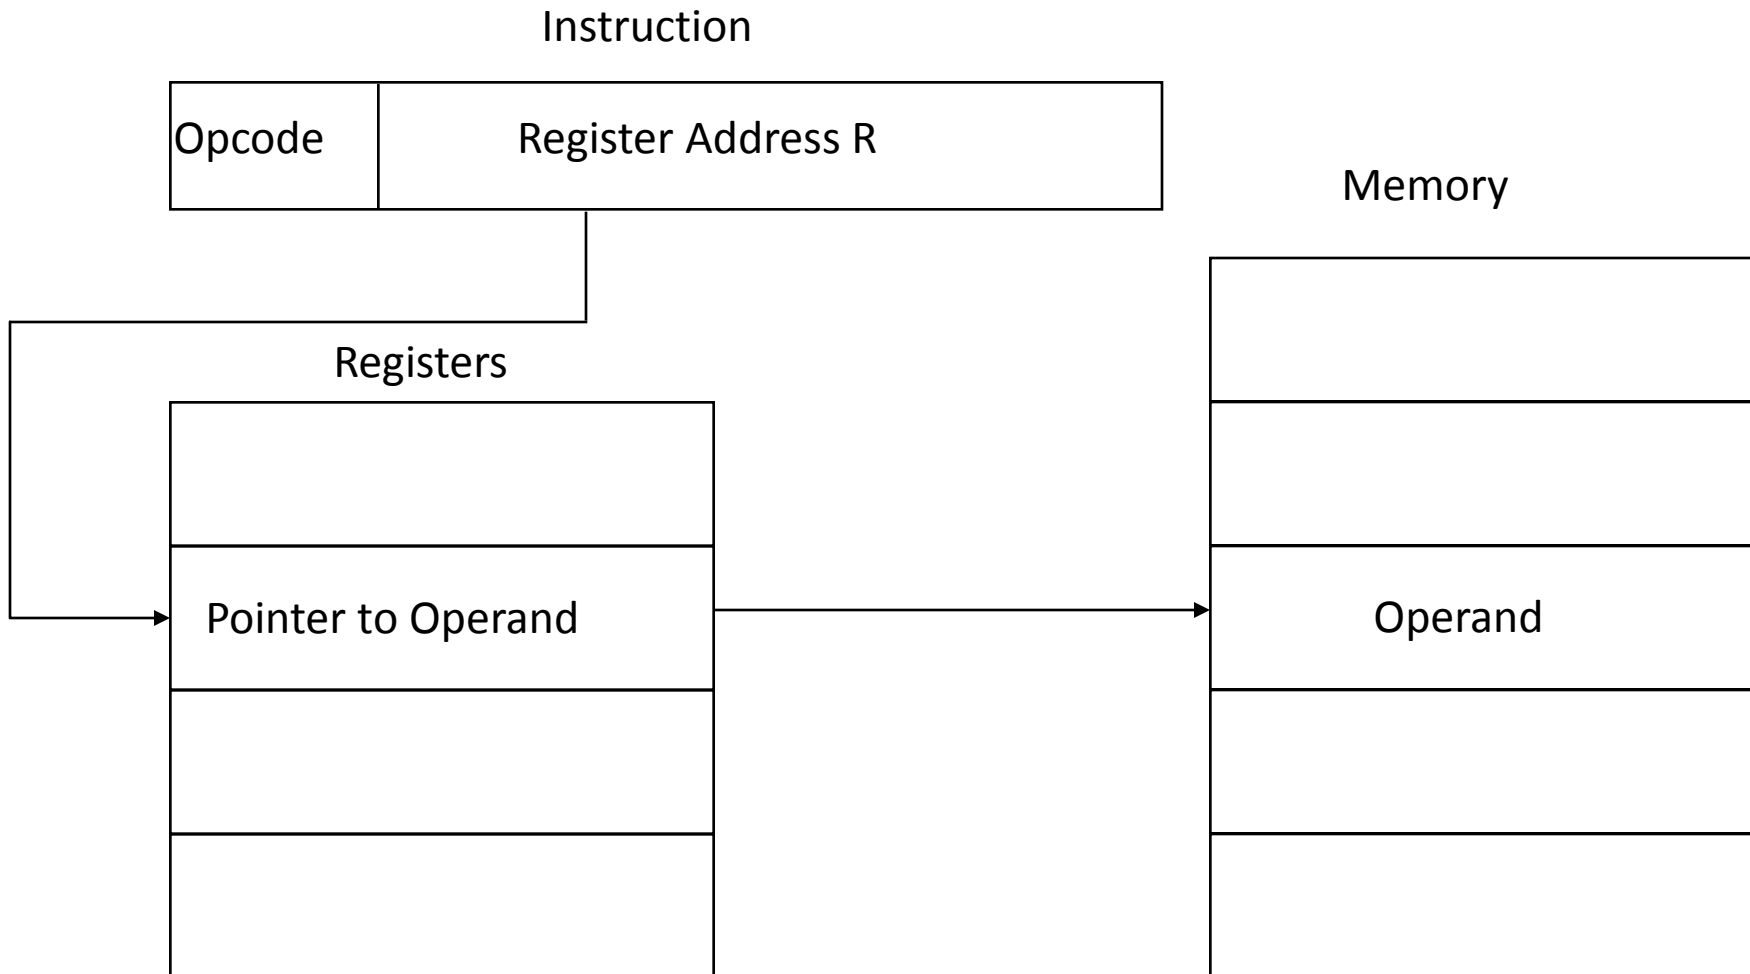 Instruction
Opcode
Register Address R
Memory
Registers
Pointer to Operand
Operand